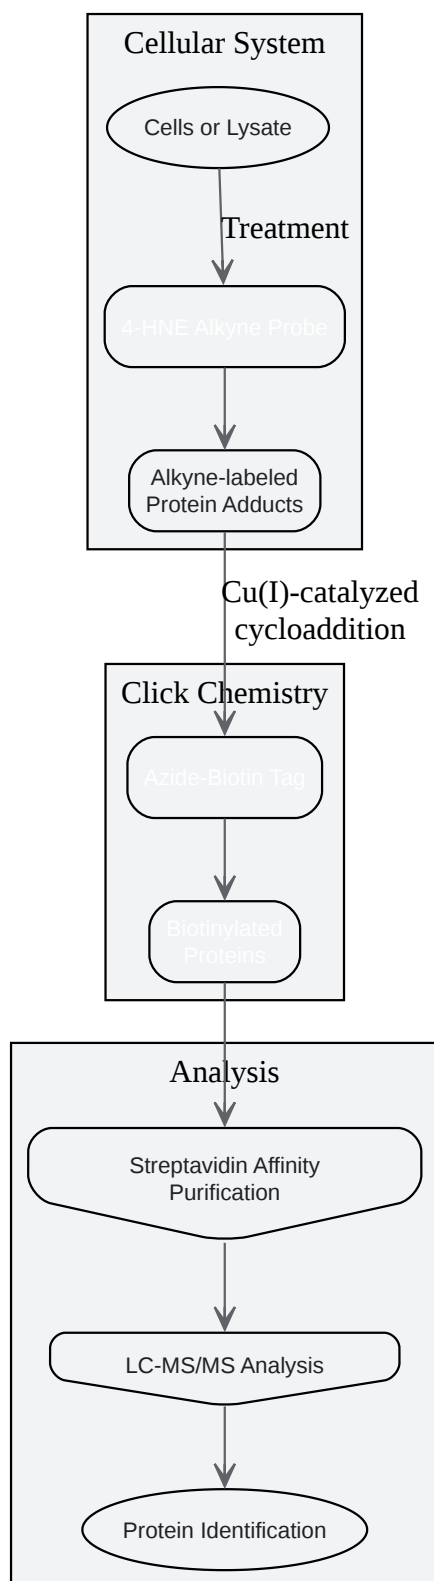 Cellular System
Cells or Lysate
Treatment
4-HNE Alkyne Probe
Alkyne-labeled
Protein Adducts
Cu(I)-catalyzed
cycloaddition
Click Chemistry
Azide-Biotin Tag
Biotinylated
Proteins
Analysis
Streptavidin Affinity
Purification
LC-MS/MS Analysis
Protein Identification